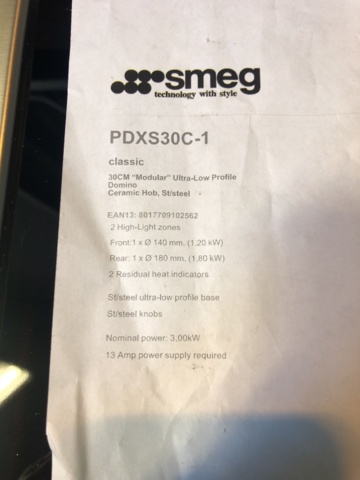 smeg
technology with style
PDXS30C-1
classic
30CM "Modular" Ultra-Low Profile
Domino
Ceramic Hob, St/steel
EAN13: 8017709102562
2 High-Light zones
Front:1 x Ø 140 mm. (1,20 kW)
Rear: 1 x Ø 180 mm. (1,80 kW)
2 Residual heat indicators
St/steel ultra-low profile base
St/steel knobs
Nominal power: 3,00kW
13 Amp power supply required